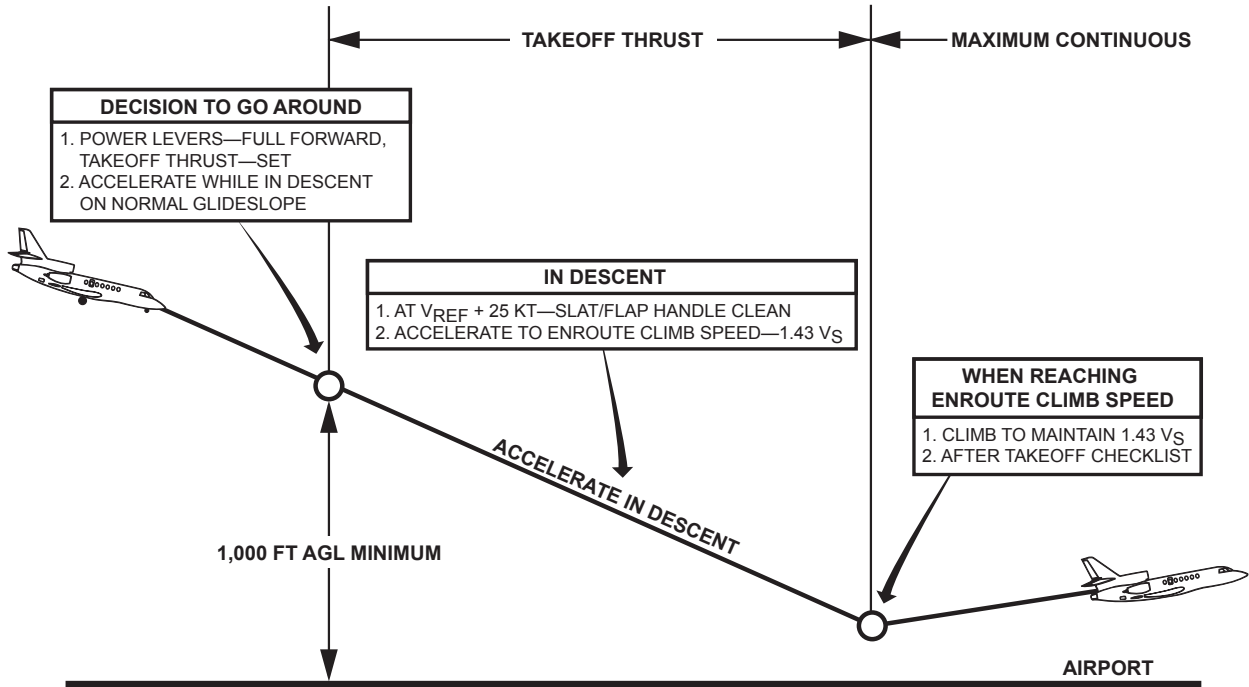 TAKEOFF THRUST
MAXIMUM CONTINUOUS
DECISION TO GO AROUND
1. POWER LEVERS—FULL FORWARD,
TAKEOFF THRUST—SET
2. ACCELERATE WHILE IN DESCENT
ON NORMAL GLIDESLOPE
IN DESCENT
1. AT VREF + 25 KT—SLAT/FLAP HANDLE CLEAN
2. ACCELERATE TO ENROUTE CLIMB SPEED—1.43 VS
WHEN REACHING
ENROUTE CLIMB SPEED
1. CLIMB TO MAINTAIN 1.43 VS
2. AFTER TAKEOFF CHECKLIST
ACCELERATE IN DESCENT
1,000 FT AGL MINIMUM
AIRPORT